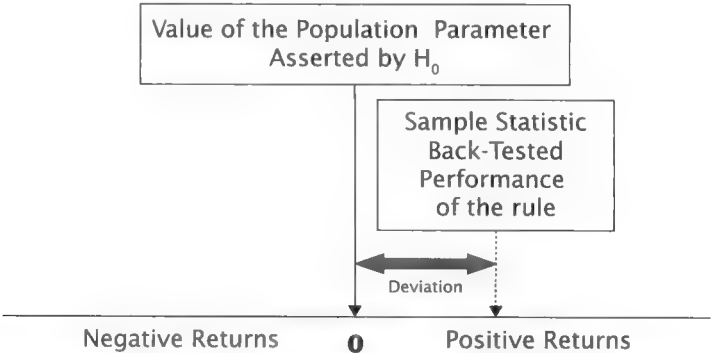 Value of the Population Parameter
Asserted by H₀
Sample Statistic
Back-Tested
Performance
of the rule
Deviation
Negative Returns
0
Positive Returns